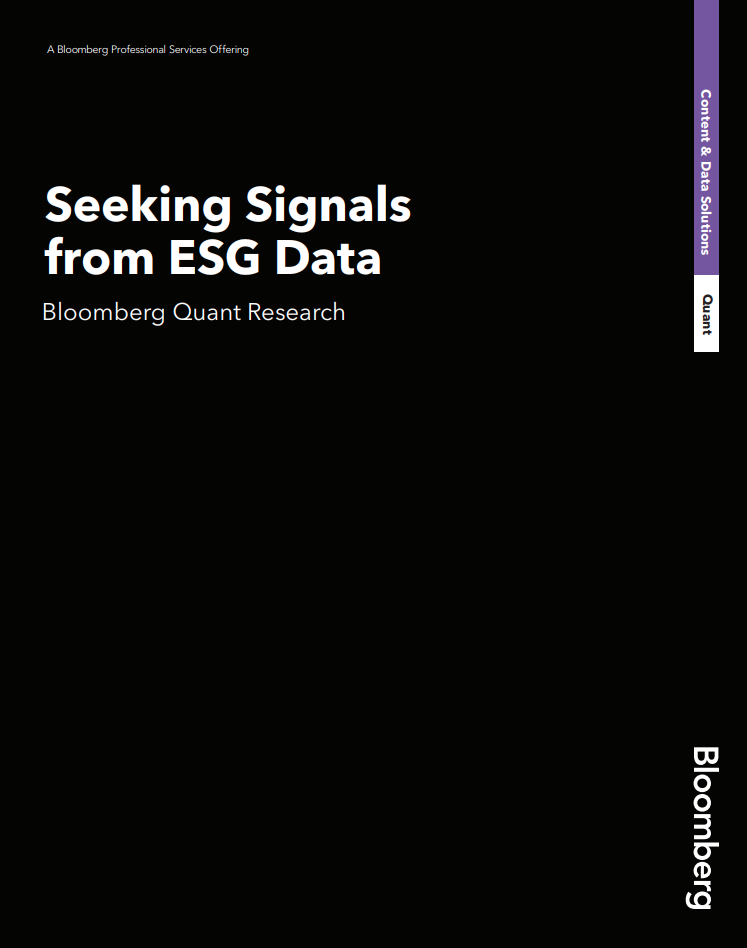 A Bloomberg Professional Services Offering
Content & Data Solutions
Quant
Seeking Signals
from ESG Data
Bloomberg Quant Research
Bloomberg